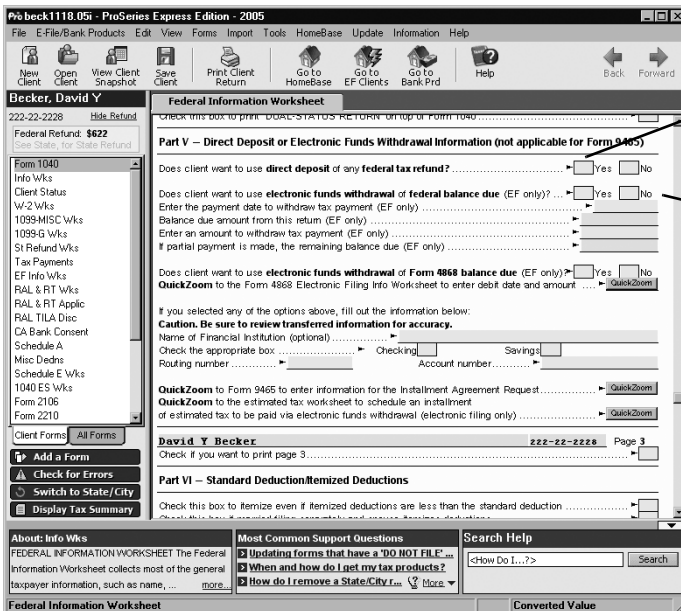 beck1118.05i - ProSeries Express Edition - 2005
File E-File/Bank Products Edit View Forms Import Tools HomeBase Update Information Help
New Client Open Client View Client Snapshot Save Client Print Client Return Go to HomeBase Go to EF Clients Go to Bank Prd Help Back Forward
Becker, David Y
222-22-2228 Hide Refund
Federal Refund: $622
See State, for State Refund
Form 1040
Info Wks
Client Status
W-2 Wks
1099-MISC Wks
1099-G Wks
St Refund Wks
Tax Payments
EF Info Wks
RAL & RT Wks
RAL & RT Applic
RAL TILA Disc
CA Bank Consent
Schedule A
Misc Dedns
Schedule E Wks
1040 ES Wks
Form 2106
Form 2210
Client Forms All Forms
Add a Form
Check for Errors
Switch to State/City
Display Tax Summary
Federal Information Worksheet
Check this box to print "DUAL-STATUS RETURN" on top of Form 1040
Part V – Direct Deposit or Electronic Funds Withdrawal Information (not applicable for Form 9465)
Does client want to use direct deposit of any federal tax refund? Yes No
Does client want to use electronic funds withdrawal of federal balance due (EF only)? ... Yes No
Enter the payment date to withdraw tax payment (EF only)
Balance due amount from this return (EF only)
Enter an amount to withdraw tax payment (EF only)
If partial payment is made, the remaining balance due (EF only)
Does client want to use electronic funds withdrawal of Form 4868 balance due (EF only)? Yes No
QuickZoom to the Form 4868 Electronic Filing Info Worksheet to enter debit date and amount .... QuickZoom
If you selected any of the options above, fill out the information below:
Caution. Be sure to review transferred information for accuracy.
Name of Financial Institution (optional)
Check the appropriate box Checking Savings
Routing number Account number
QuickZoom to Form 9465 to enter information for the Installment Agreement Request QuickZoom
QuickZoom to the estimated tax worksheet to schedule an installment
of estimated tax to be paid via electronic funds withdrawal (electronic filing only) QuickZoom
David Y Becker 222-22-2228 Page 3
Check if you want to print page 3
Part VI – Standard Deduction/Itemized Deductions
Check this box to itemize even if itemized deductions are less than the standard deduction
About: Info Wks
FEDERAL INFORMATION WORKSHEET The Federal
Information Worksheet collects most of the general
taxpayer information, such as name, ... more...
Most Common Support Questions
Updating forms that have a 'DO NOT FILE' ...
When and how do I get my tax products?
How do I remove a State/City r... More
Search Help
<How Do I...?> Search
Federal Information Worksheet Converted Value